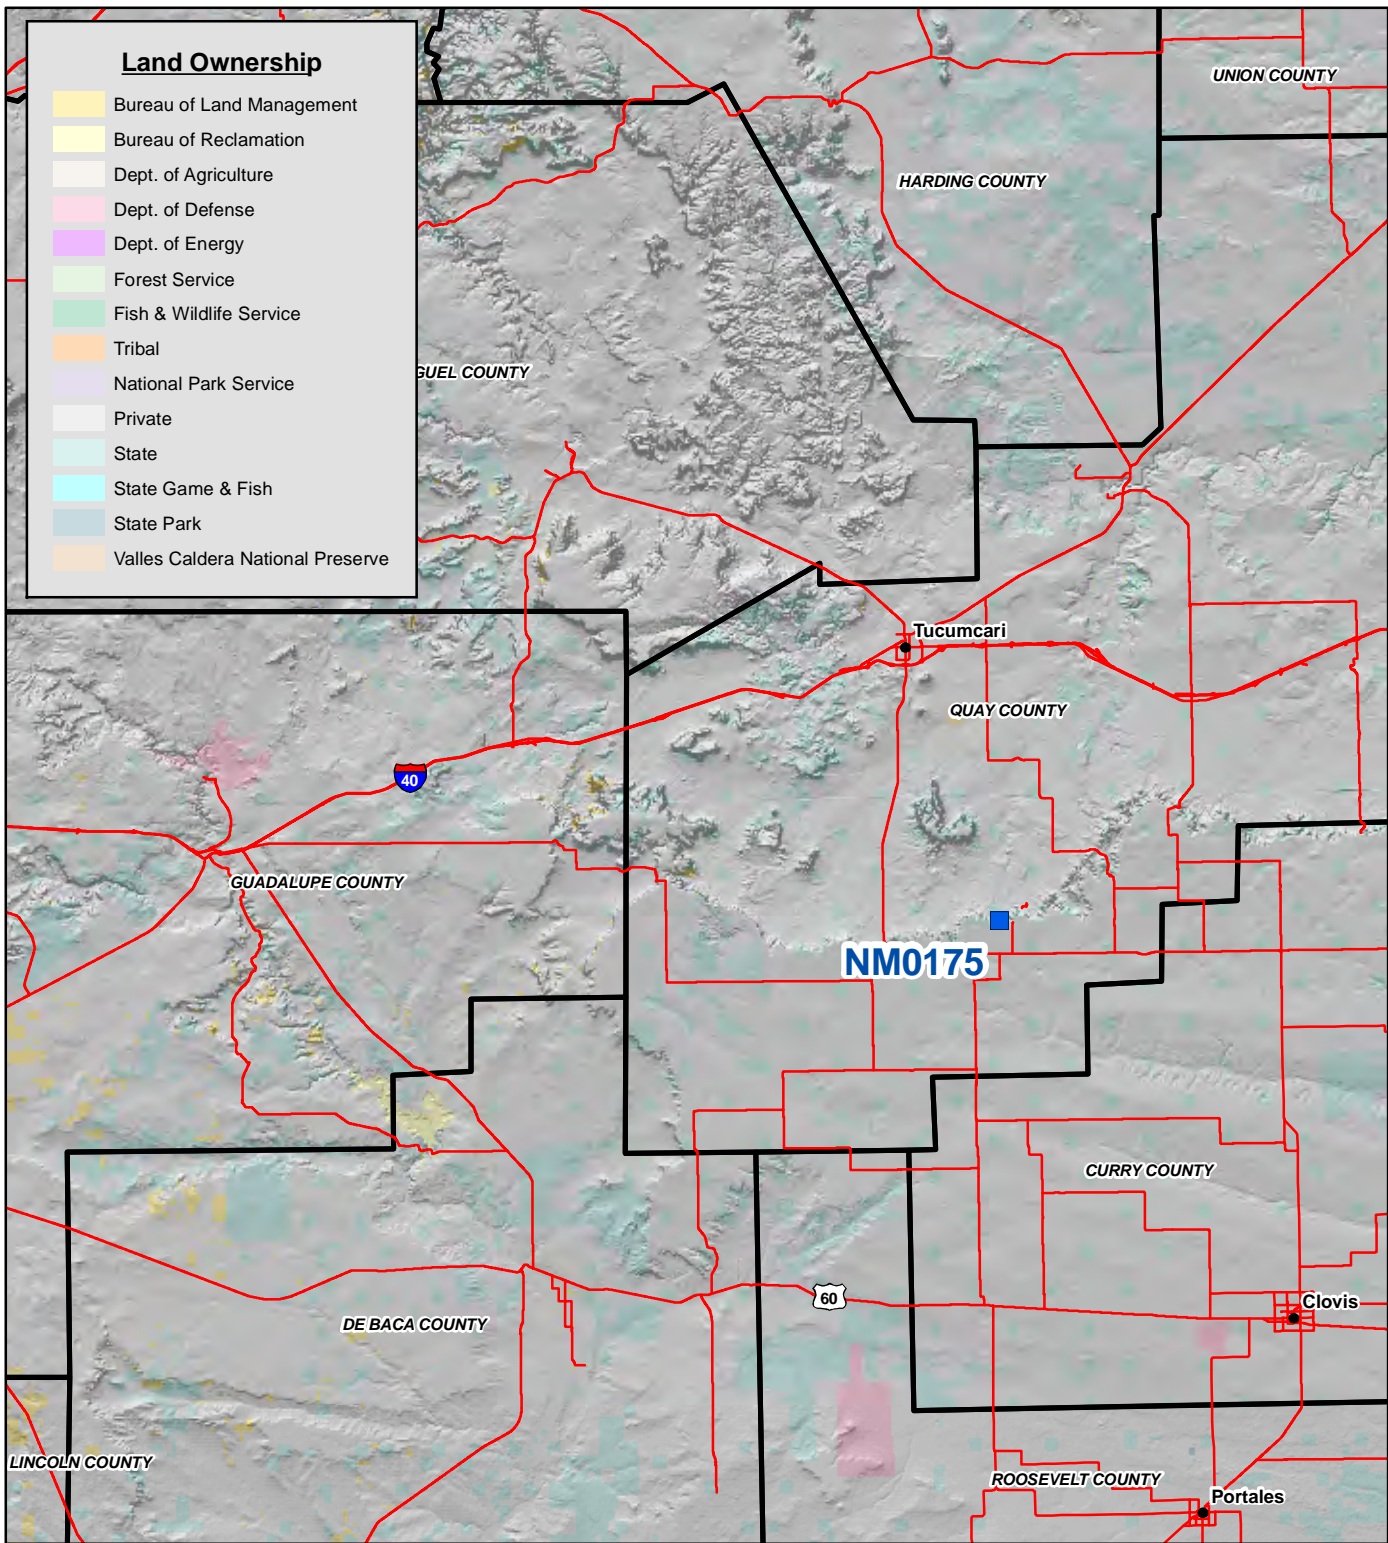 Land Ownership
Bureau of Land Management
Bureau of Reclamation
Dept. of Agriculture
Dept. of Defense
Dept. of Energy
Forest Service
Fish & Wildlife Service
Tribal
National Park Service
Private
State
State Game & Fish
State Park
Valles Caldera National Preserve
UNION COUNTY
HARDING COUNTY
GUEL COUNTY
Tucumcari
QUAY COUNTY
40
GUADALUPE COUNTY
NM0175
CURRY COUNTY
60
Clovis
DE BACA COUNTY
LINCOLN COUNTY
ROOSEVELT COUNTY
Portales